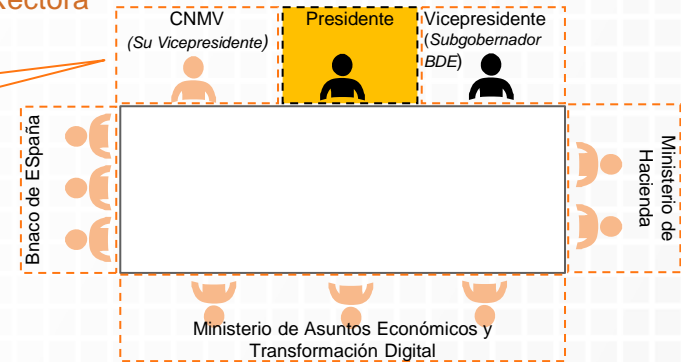 Rectora
CNMV
(Su Vicepresidente)
Presidente
Vicepresidente
(Subgobernador
BDE)
Bnaco de ESpaña
Ministerio de
Hacienda
Ministerio de Asuntos Económicos y
Transformación Digital